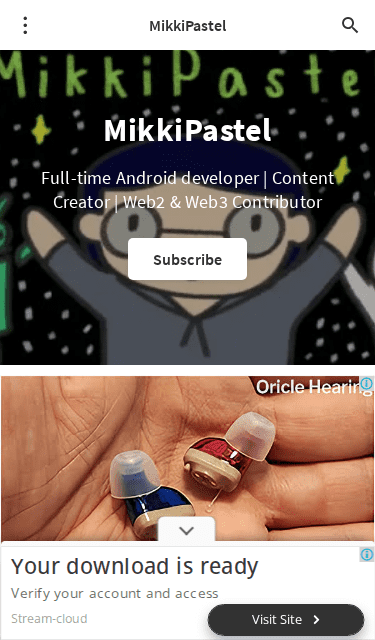 MikkiPastel
MikkiPaste
MikkiPastel
Full-time Android developer | Content
Creator | Web2 & Web3 Contributor
Subscribe
Oricle Hearing
Your download is ready
Verify your account and access
Stream-cloud
Visit Site